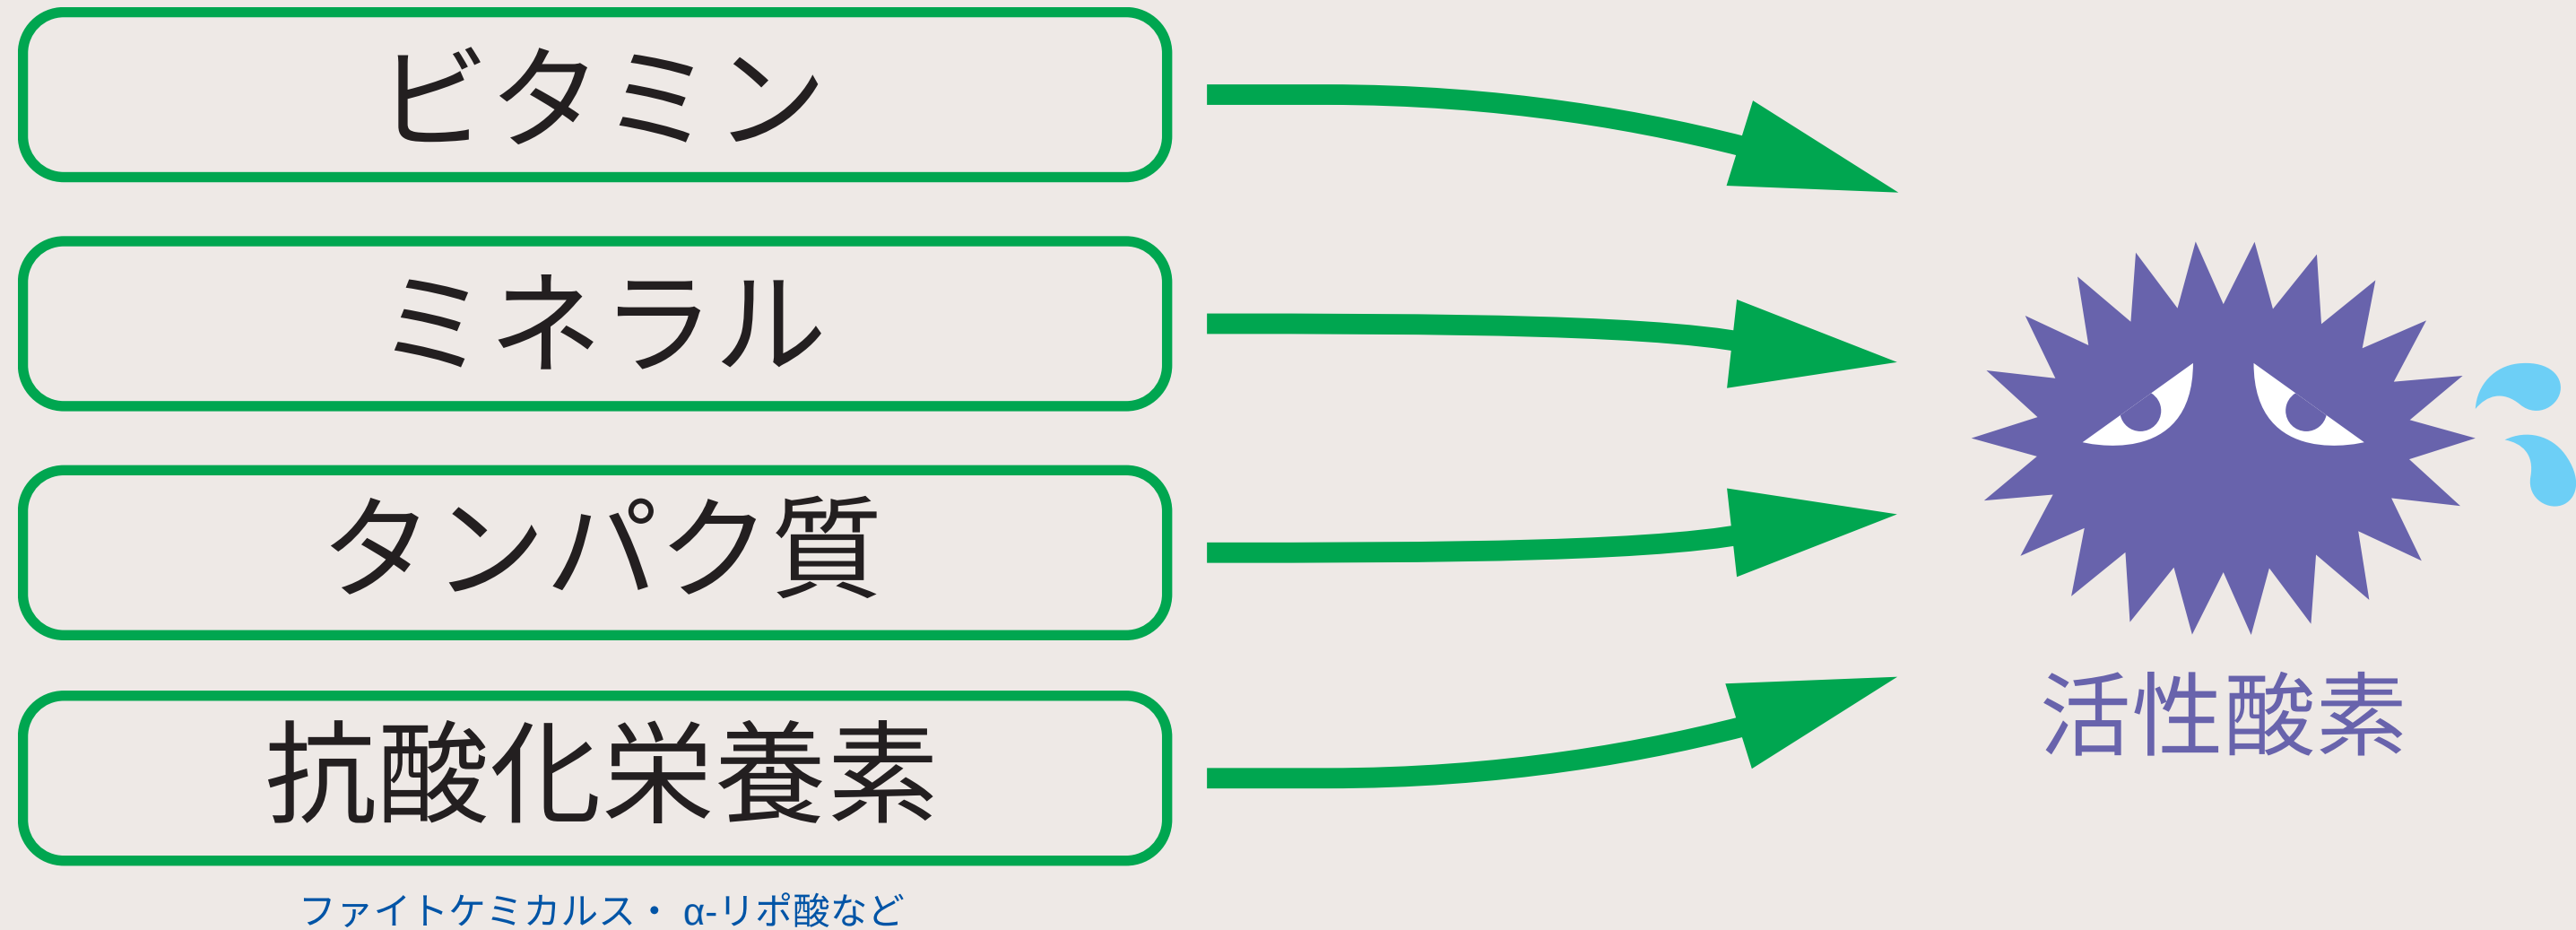 ビタミン
ミネラル
タンパク質
抗酸化栄養素
ファイトケミカルス・ α-リポ酸など
活性酸素